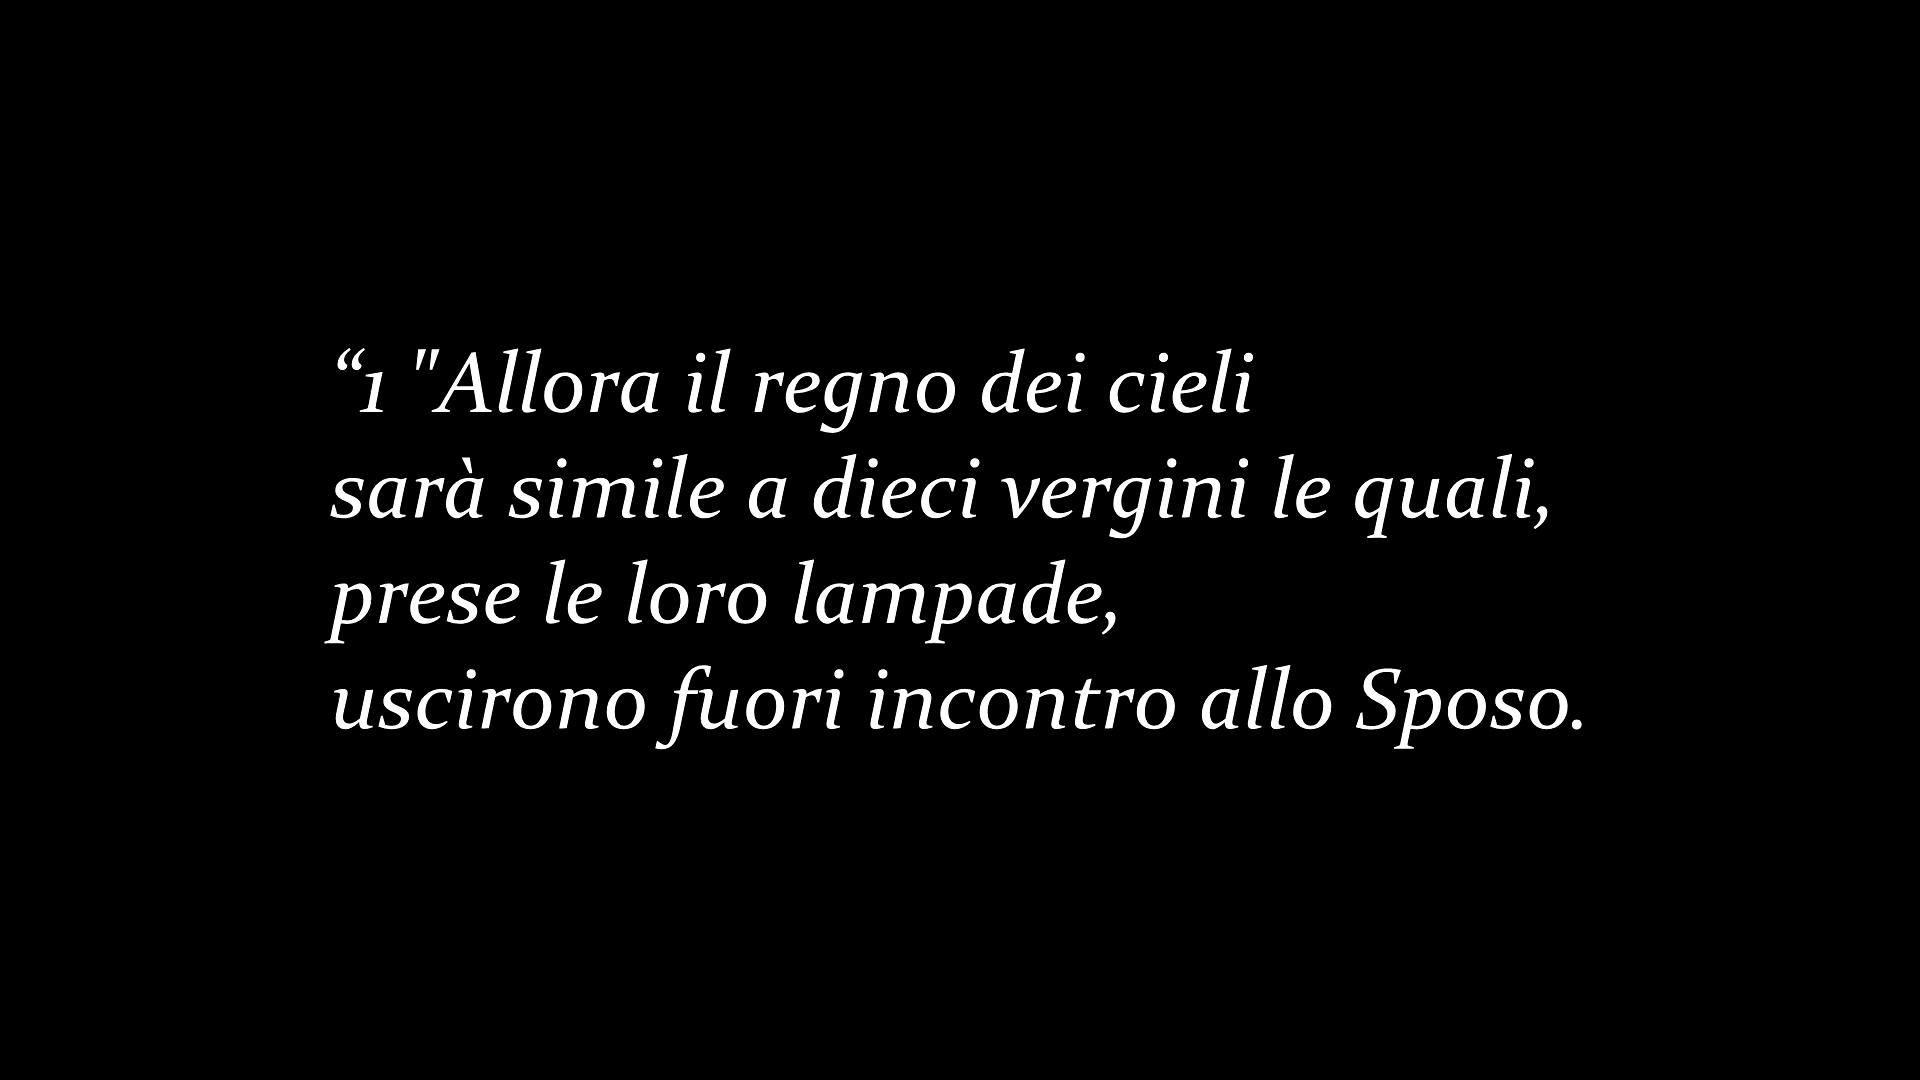 “1 "Allora il regno dei cieli
sarà simile a dieci vergini le quali,
prese le loro lampade,
uscirono fuori incontro allo Sposo.